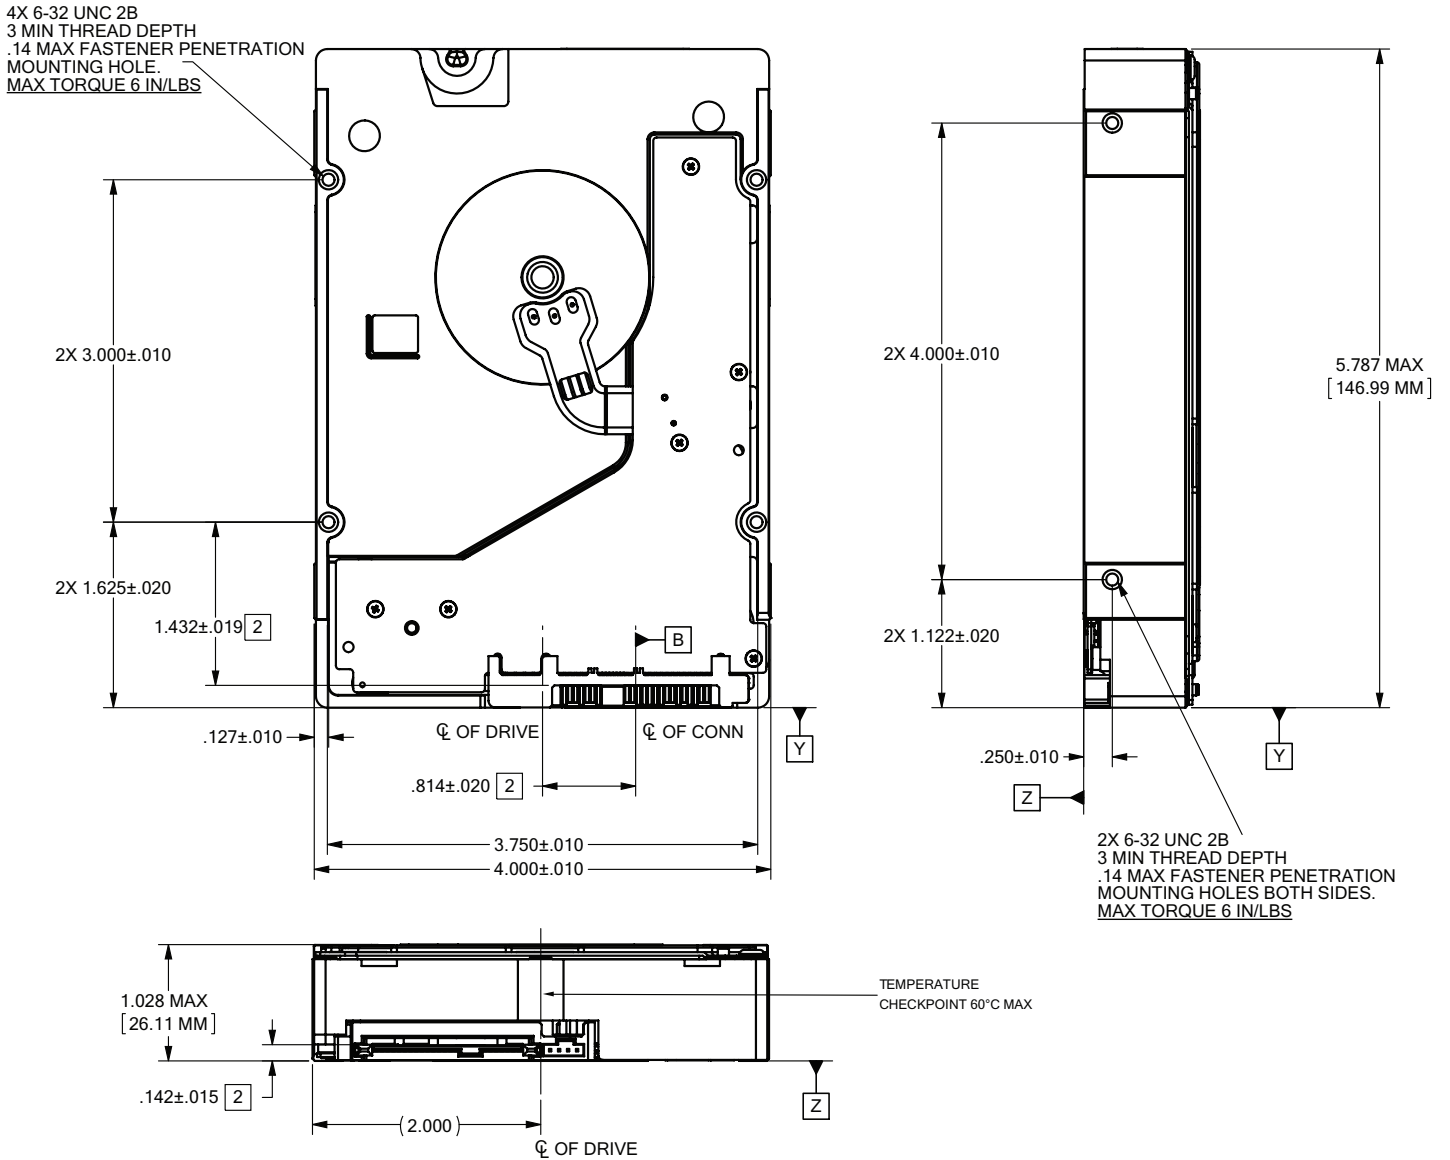 4X 6-32 UNC 2B
3 MIN THREAD DEPTH
.14 MAX FASTENER PENETRATION
MOUNTING HOLE.
MAX TORQUE 6 IN/LBS
2X 3.000±.010
2X 1.625±.020
1.432±.019 2
B
℄ OF DRIVE
℄ OF CONN
.127±.010
Y
.814±.020 2
3.750±.010
4.000±.010
2X 4.000±.010
5.787 MAX
[146.99 MM]
2X 1.122±.020
.250±.010
Y
Z
2X 6-32 UNC 2B
3 MIN THREAD DEPTH
.14 MAX FASTENER PENETRATION
MOUNTING HOLES BOTH SIDES.
MAX TORQUE 6 IN/LBS
1.028 MAX
[26.11 MM]
TEMPERATURE
CHECKPOINT 60°C MAX
.142±.015 2
Z
(2.000)
℄ OF DRIVE